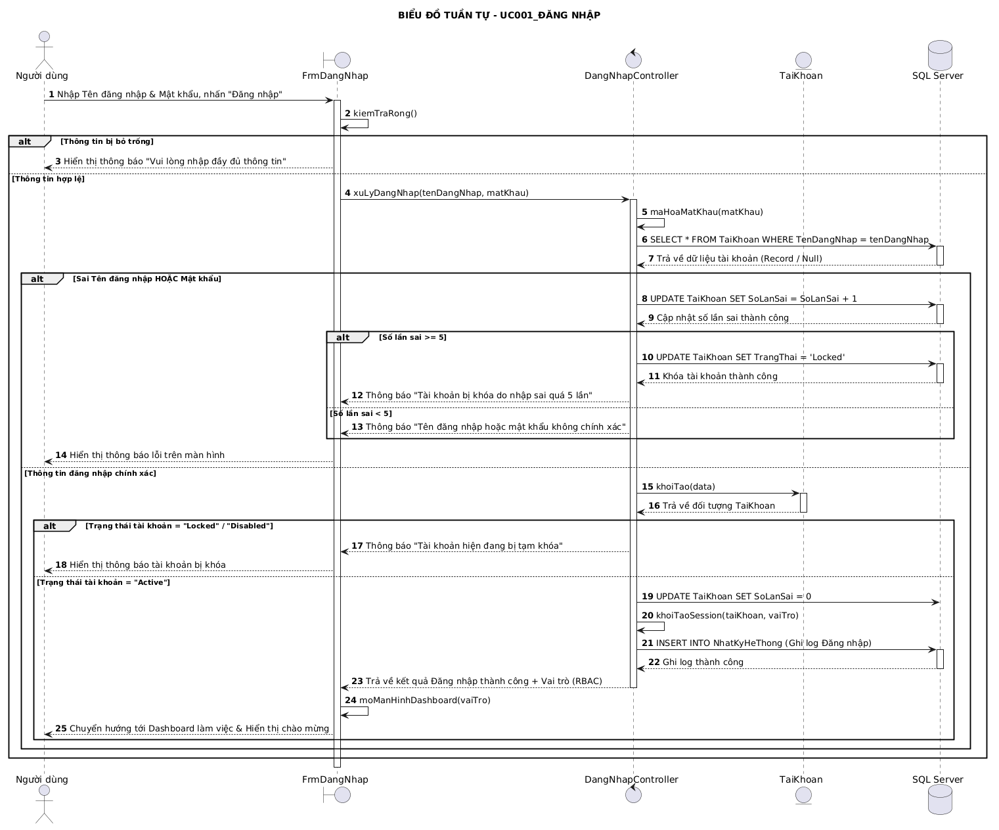 BIỂU ĐỒ TUẦN TỰ - UC001_ĐĂNG NHẬP
Người dùng
FrmDangNhap
DangNhapController
TaiKhoan
SQL Server
1 Nhập Tên đăng nhập & Mật khẩu, nhấn "Đăng nhập"
2 kiemTraRong()
alt [Thông tin bị bỏ trống]
3 Hiển thị thông báo "Vui lòng nhập đầy đủ thông tin"
[Thông tin hợp lệ]
4 xuLyDangNhap(tenDangNhap, matKhau)
5 maHoaMatKhau(matKhau)
6 SELECT * FROM TaiKhoan WHERE TenDangNhap = tenDangNhap
7 Trả về dữ liệu tài khoản (Record / Null)
alt [Sai Tên đăng nhập HOẶC Mật khẩu]
8 UPDATE TaiKhoan SET SoLanSai = SoLanSai + 1
9 Cập nhật số lần sai thành công
alt [Số lần sai >= 5]
10 UPDATE TaiKhoan SET TrangThai = 'Locked'
11 Khóa tài khoản thành công
12 Thông báo "Tài khoản bị khóa do nhập sai quá 5 lần"
[Số lần sai < 5]
13 Thông báo "Tên đăng nhập hoặc mật khẩu không chính xác"
14 Hiển thị thông báo lỗi trên màn hình
[Thông tin đăng nhập chính xác]
15 khoiTao(data)
16 Trả về đối tượng TaiKhoan
alt [Trạng thái tài khoản = "Locked" / "Disabled"]
17 Thông báo "Tài khoản hiện đang bị tạm khóa"
18 Hiển thị thông báo tài khoản bị khóa
[Trạng thái tài khoản = "Active"]
19 UPDATE TaiKhoan SET SoLanSai = 0
20 khoiTaoSession(taiKhoan, vaiTro)
21 INSERT INTO NhatKyHeThong (Ghi log Đăng nhập)
22 Ghi log thành công
23 Trả về kết quả Đăng nhập thành công + Vai trò (RBAC)
24 moManHinhDashboard(vaiTro)
25 Chuyển hướng tới Dashboard làm việc & Hiển thị chào mừng
Người dùng
FrmDangNhap
DangNhapController
TaiKhoan
SQL Server